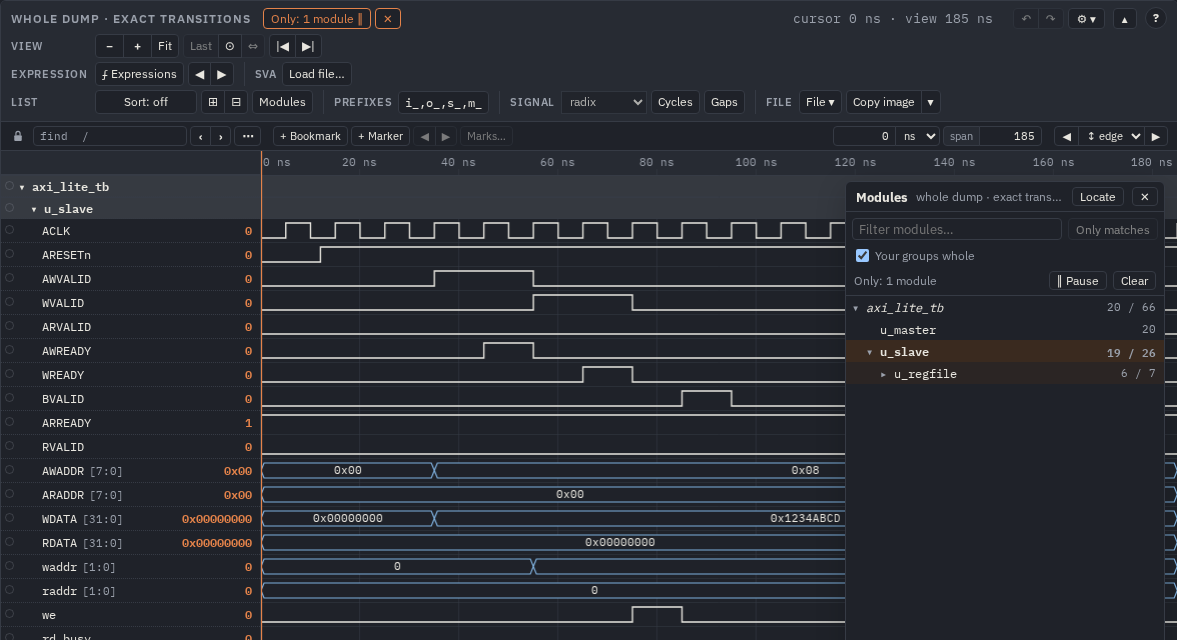 WHOLE DUMP · EXACT TRANSITIONS Only: 1 module ‖ × cursor 0 ns · view 185 ns ↶ ↷ ⚙ ▾ ▴ ?
VIEW − + Fit Last ⊙ ⇔ |◀ ▶|
EXPRESSION ⨍ Expressions ◀ ▶ SVA Load file...
LIST Sort: off ⊞ ⊟ Modules PREFIXES i_,o_,s_,m_ SIGNAL radix Cycles Gaps FILE File ▾ Copy image ▾
find / ‹ › ⋯ + Bookmark + Marker ◀ ▶ Marks... 0 ns span 185 ◀ ↕ edge ▶
0 ns 20 ns 40 ns 60 ns 80 ns 100 ns 120 ns 140 ns 160 ns 180 ns
▾ axi_lite_tb
▾ u_slave
ACLK 0
ARESETn 0
AWVALID 0
WVALID 0
ARVALID 0
AWREADY 0
WREADY 0
BVALID 0
ARREADY 1
RVALID 0
AWADDR [7:0] 0x00 0x00 0x08
ARADDR [7:0] 0x00 0x00
WDATA [31:0] 0x00000000 0x00000000 0x1234ABCD
RDATA [31:0] 0x00000000 0x00000000
waddr [1:0] 0 0
raddr [1:0] 0 0
we 0
rd_busy 0
Modules whole dump · exact trans... Locate ×
Filter modules... Only matches
Your groups whole
Only: 1 module ‖ Pause Clear
▾ axi_lite_tb 20 / 66
u_master 20
▾ u_slave 19 / 26
▸ u_regfile 6 / 7